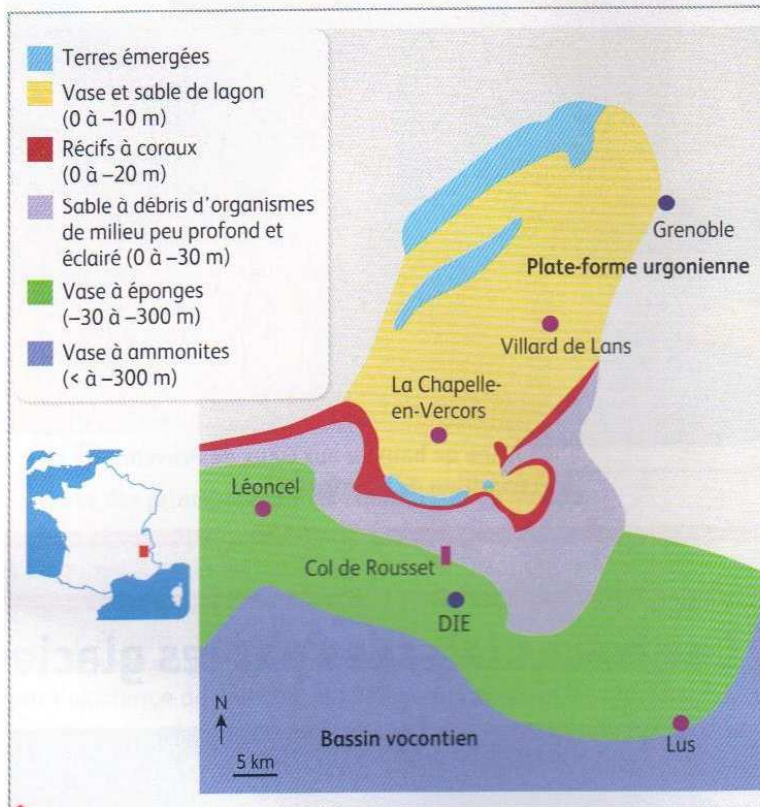 Terres émergées
Vase et sable de lagon
(0 à –10 m)
Récifs à coraux
(0 à –20 m)
Sable à débris d'organismes
de milieu peu profond et
éclairé (0 à –30 m)
Vase à éponges
(–30 à –300 m)
Vase à ammonites
(< à –300 m)
Grenoble
Plate-forme urgonienne
Villard de Lans
La Chapelle-
en-Vercors
Léoncel
Col de Rousset
DIE
N
5 km
Bassin vocontien
Lus